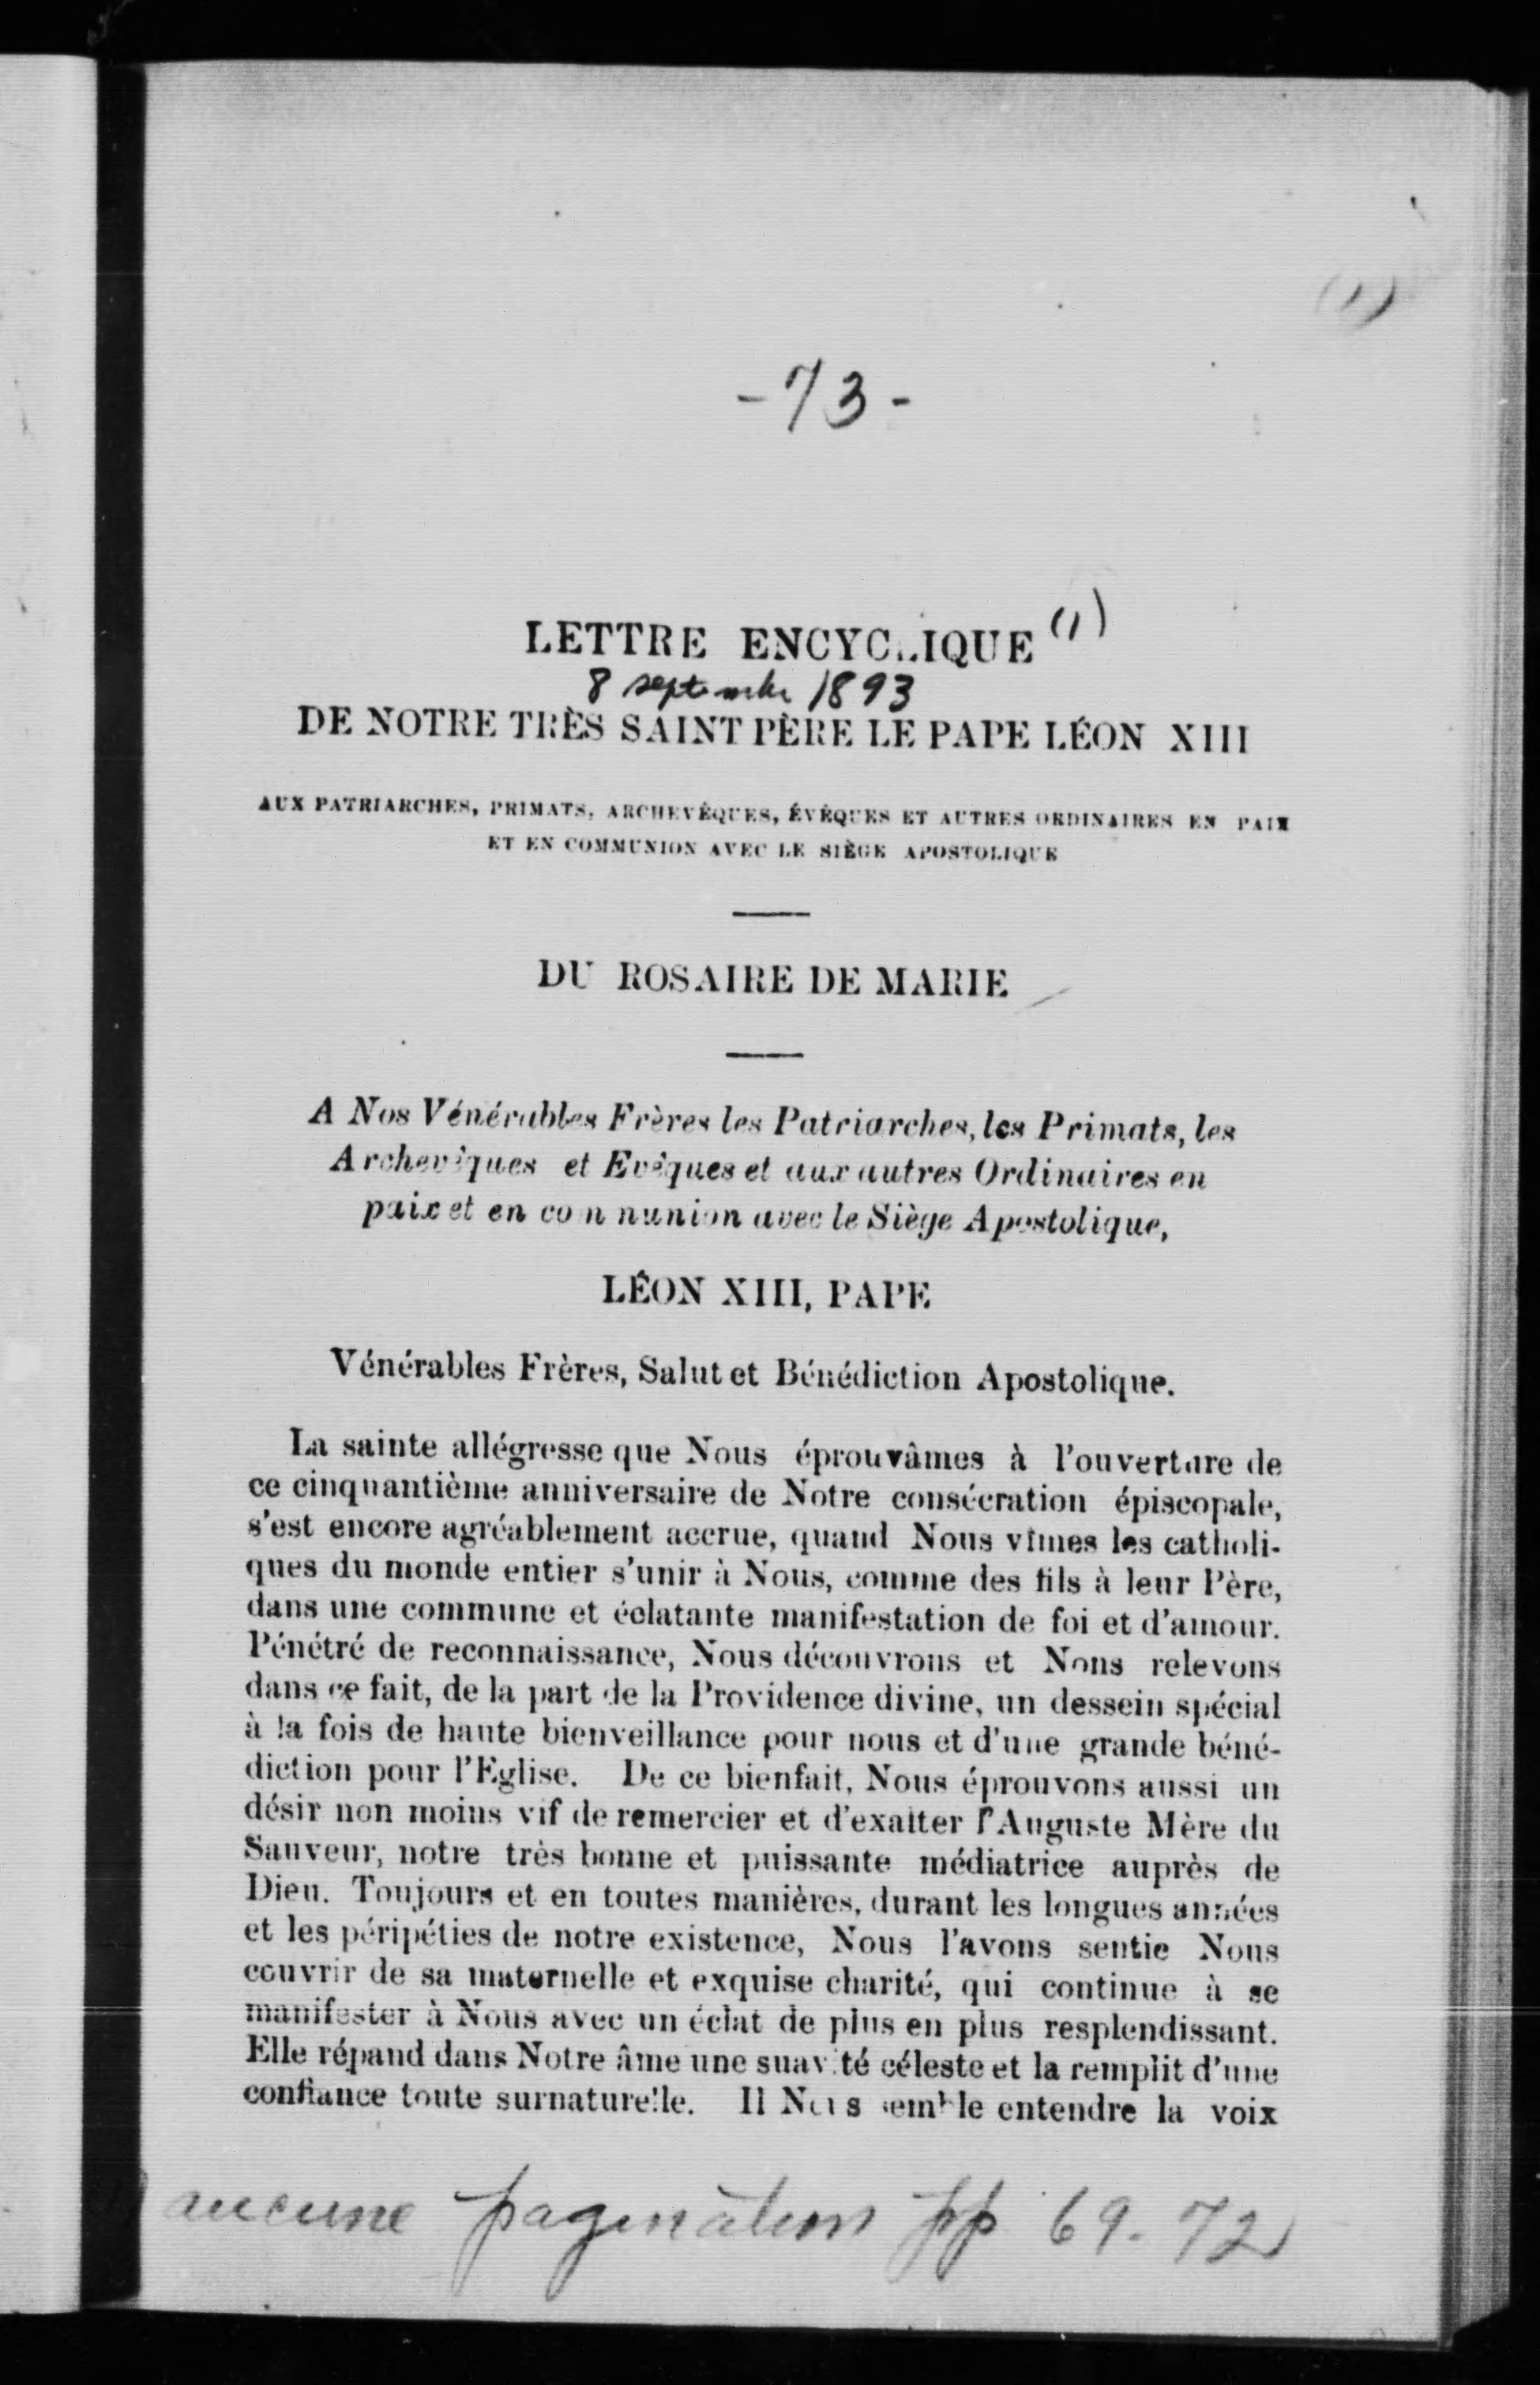 (1)
-73-
LETTRE ENCYCLIQUE (1)
8 septembre 1893
DE NOTRE TRÈS SAINT PÈRE LE PAPE LÉON XIII
AUX PATRIARCHES, PRIMATS, ARCHEVÊQUES, ÉVÊQUES ET AUTRES ORDINAIRES EN PAIX
ET EN COMMUNION AVEC LE SIÈGE APOSTOLIQUE
DU ROSAIRE DE MARIE
A Nos Vénérables Frères les Patriarches, les Primats, les
Archevêques et Evêques et aux autres Ordinaires en
paix et en communion avec le Siège Apostolique,
LÉON XIII, PAPE
Vénérables Frères, Salut et Bénédiction Apostolique.
La sainte allégresse que Nous éprouvâmes à l'ouverture de
ce cinquantième anniversaire de Notre consécration épiscopale,
s'est encore agréablement accrue, quand Nous vîmes les catholi-
ques du monde entier s'unir à Nous, comme des fils à leur Père,
dans une commune et éclatante manifestation de foi et d'amour.
Pénétré de reconnaissance, Nous découvrons et Nous relevons
dans ce fait, de la part de la Providence divine, un dessein spécial
à la fois de haute bienveillance pour nous et d'une grande béné-
diction pour l'Eglise. De ce bienfait, Nous éprouvons aussi un
désir non moins vif de remercier et d'exalter l'Auguste Mère du
Sauveur, notre très bonne et puissante médiatrice auprès de
Dieu. Toujours et en toutes manières, durant les longues années
et les péripéties de notre existence, Nous l'avons sentie Nous
couvrir de sa maternelle et exquise charité, qui continue à se
manifester à Nous avec un éclat de plus en plus resplendissant.
Elle répand dans Notre âme une suavité céleste et la remplit d'une
confiance toute surnaturelle. Il Nous semble entendre la voix
aucune pagination pp 69-72